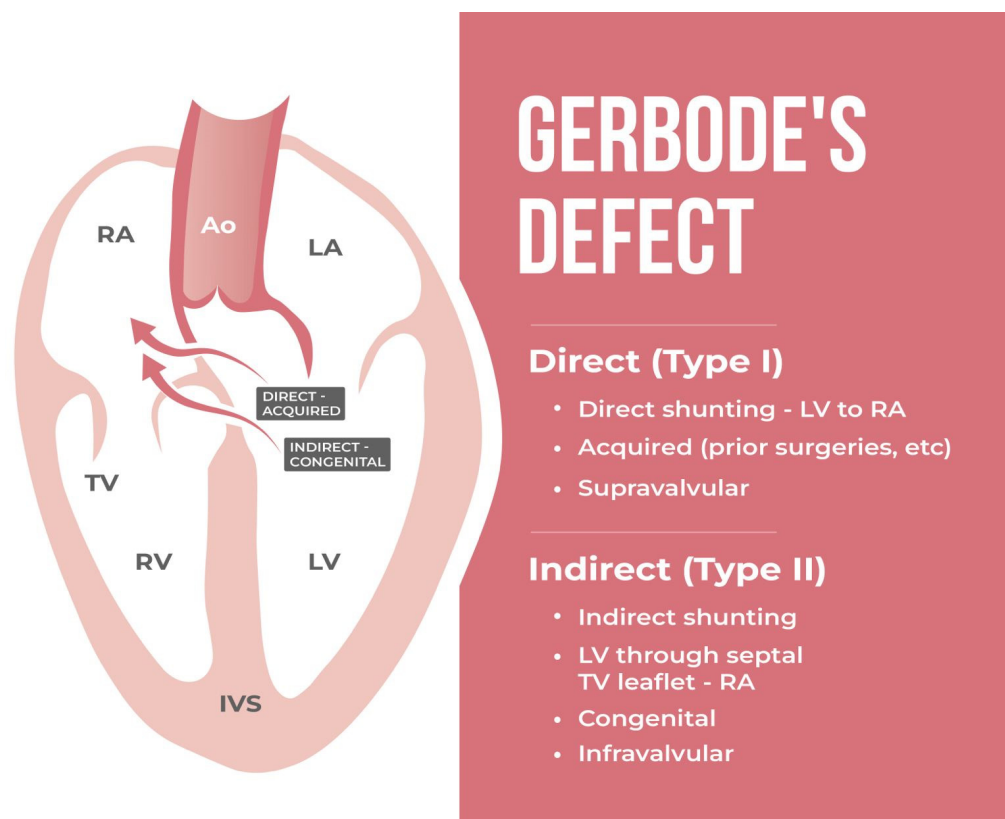 GERBODE'S
DEFECT
Direct (Type I)
• Direct shunting - LV to RA
• Acquired (prior surgeries, etc)
• Supravalvular
Indirect (Type II)
• Indirect shunting
• LV through septal
TV leaflet - RA
• Congenital
• Infravalvular
Ao
RA
LA
DIRECT -
ACQUIRED
INDIRECT -
CONGENITAL
TV
RV
LV
IVS